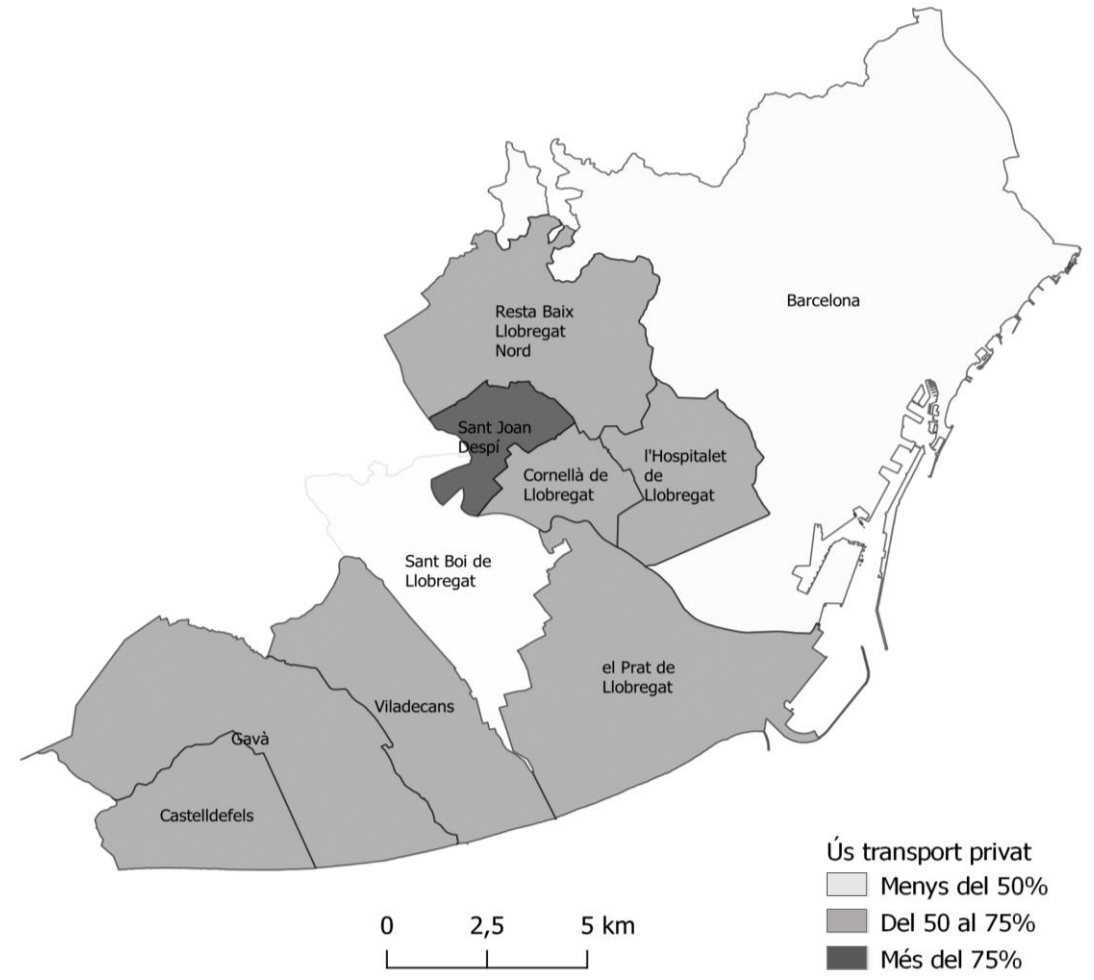 Barcelona
Resta Baix
Llobregat
Nord
Sant Joan
Despí
l'Hospitalet
de
Llobregat
Cornellà de
Llobregat
Sant Boi de
Llobregat
el Prat de
Llobregat
Viladecans
Gavà
Castelldefels
Ús transport privat
Menys del 50%
Del 50 al 75%
Més del 75%
0 2,5 5 km